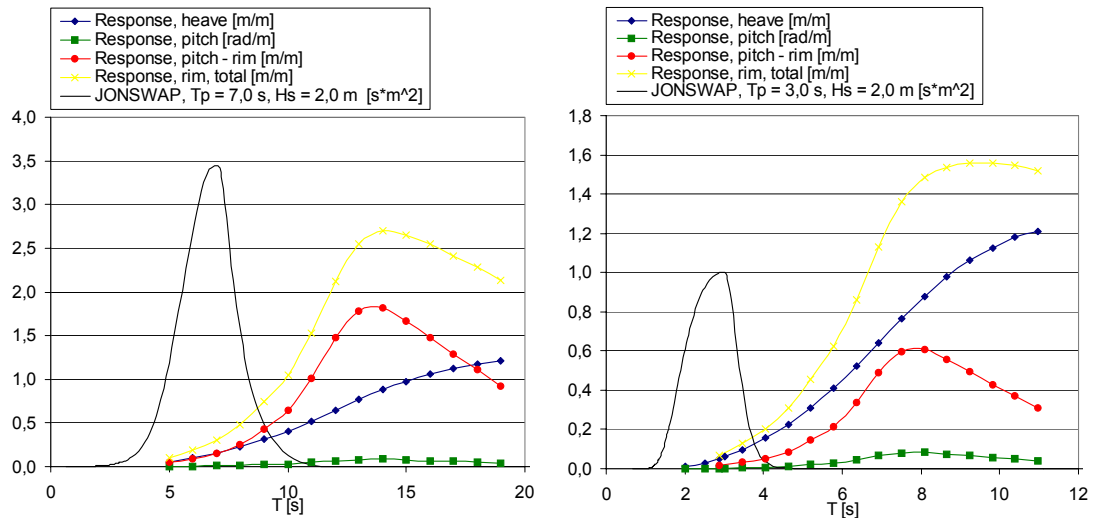 Response, heave [m/m]
Response, pitch [rad/m]
Response, pitch - rim [m/m]
Response, rim, total [m/m]
JONSWAP, Tp = 7,0 s, Hs = 2,0 m  [s*m^2]
4,0
3,5
3,0
2,5
2,0
1,5
1,0
0,5
0,0
0
5
10
15
20
T [s]
Response, heave [m/m]
Response, pitch [rad/m]
Response, pitch - rim [m/m]
Response, rim, total [m/m]
JONSWAP, Tp = 3,0 s, Hs = 2,0 m [s*m^2]
1,8
1,6
1,4
1,2
1,0
0,8
0,6
0,4
0,2
0,0
0
2
4
6
8
10
12
T [s]